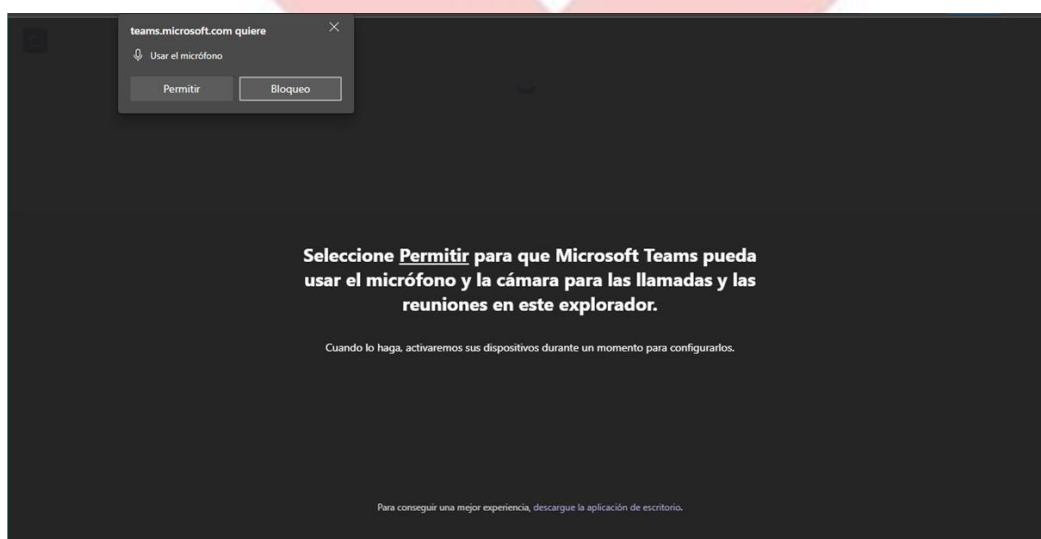 teams.microsoft.com quiere
Usar el micrófono
Permitir
Bloqueo
Seleccione Permitir para que Microsoft Teams pueda
usar el micrófono y la cámara para las llamadas y las
reuniones en este explorador.
Cuando lo haga, activaremos sus dispositivos durante un momento para configurarlos.
Para conseguir una mejor experiencia, descargue la aplicación de escritorio.